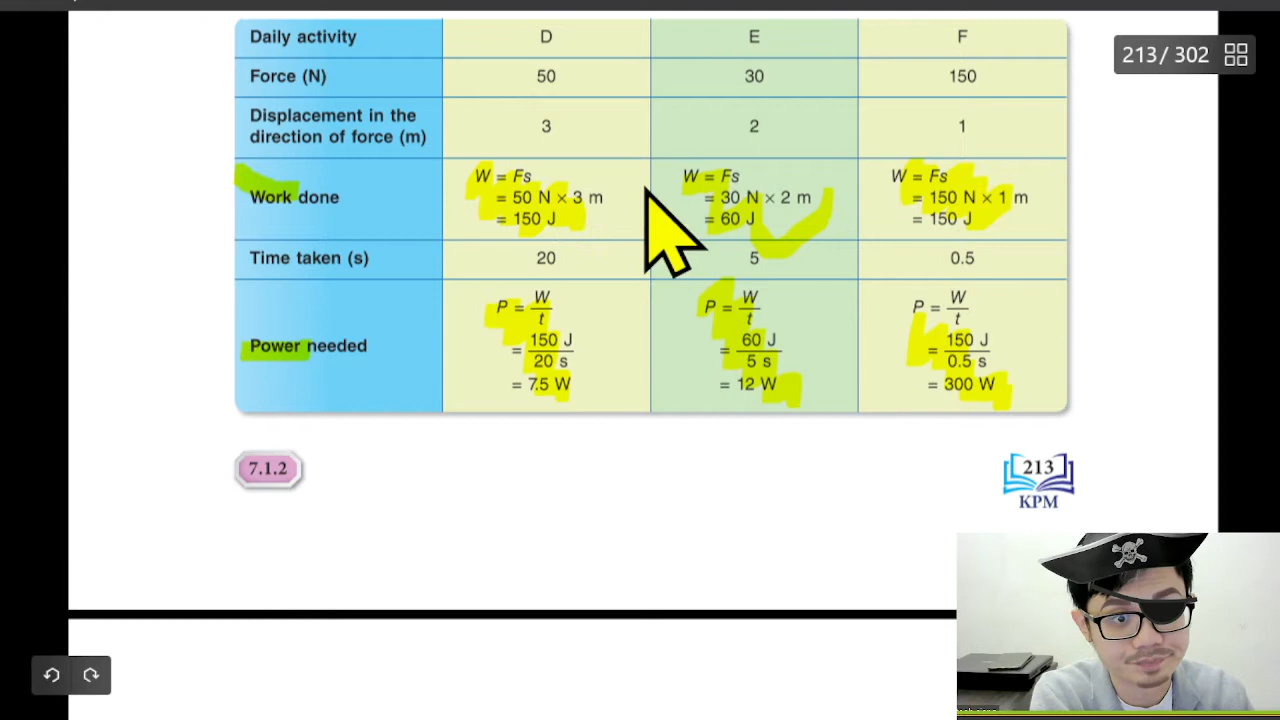 213/ 302
Daily activity D E F
Force (N) 50 30 150
Displacement in the
direction of force (m) 3 2 1
Work done
W = Fs
= 50 N × 3 m
= 150 J
W = Fs
= 30 N × 2 m
= 60 J
W = Fs
= 150 N × 1 m
= 150 J
Time taken (s) 20 5 0.5
Power needed
P = W/t
= 150 J/20 s
= 7.5 W
P = W/t
= 60 J/5 s
= 12 W
P = W/t
= 150 J/0.5 s
= 300 W
7.1.2
213
KPM